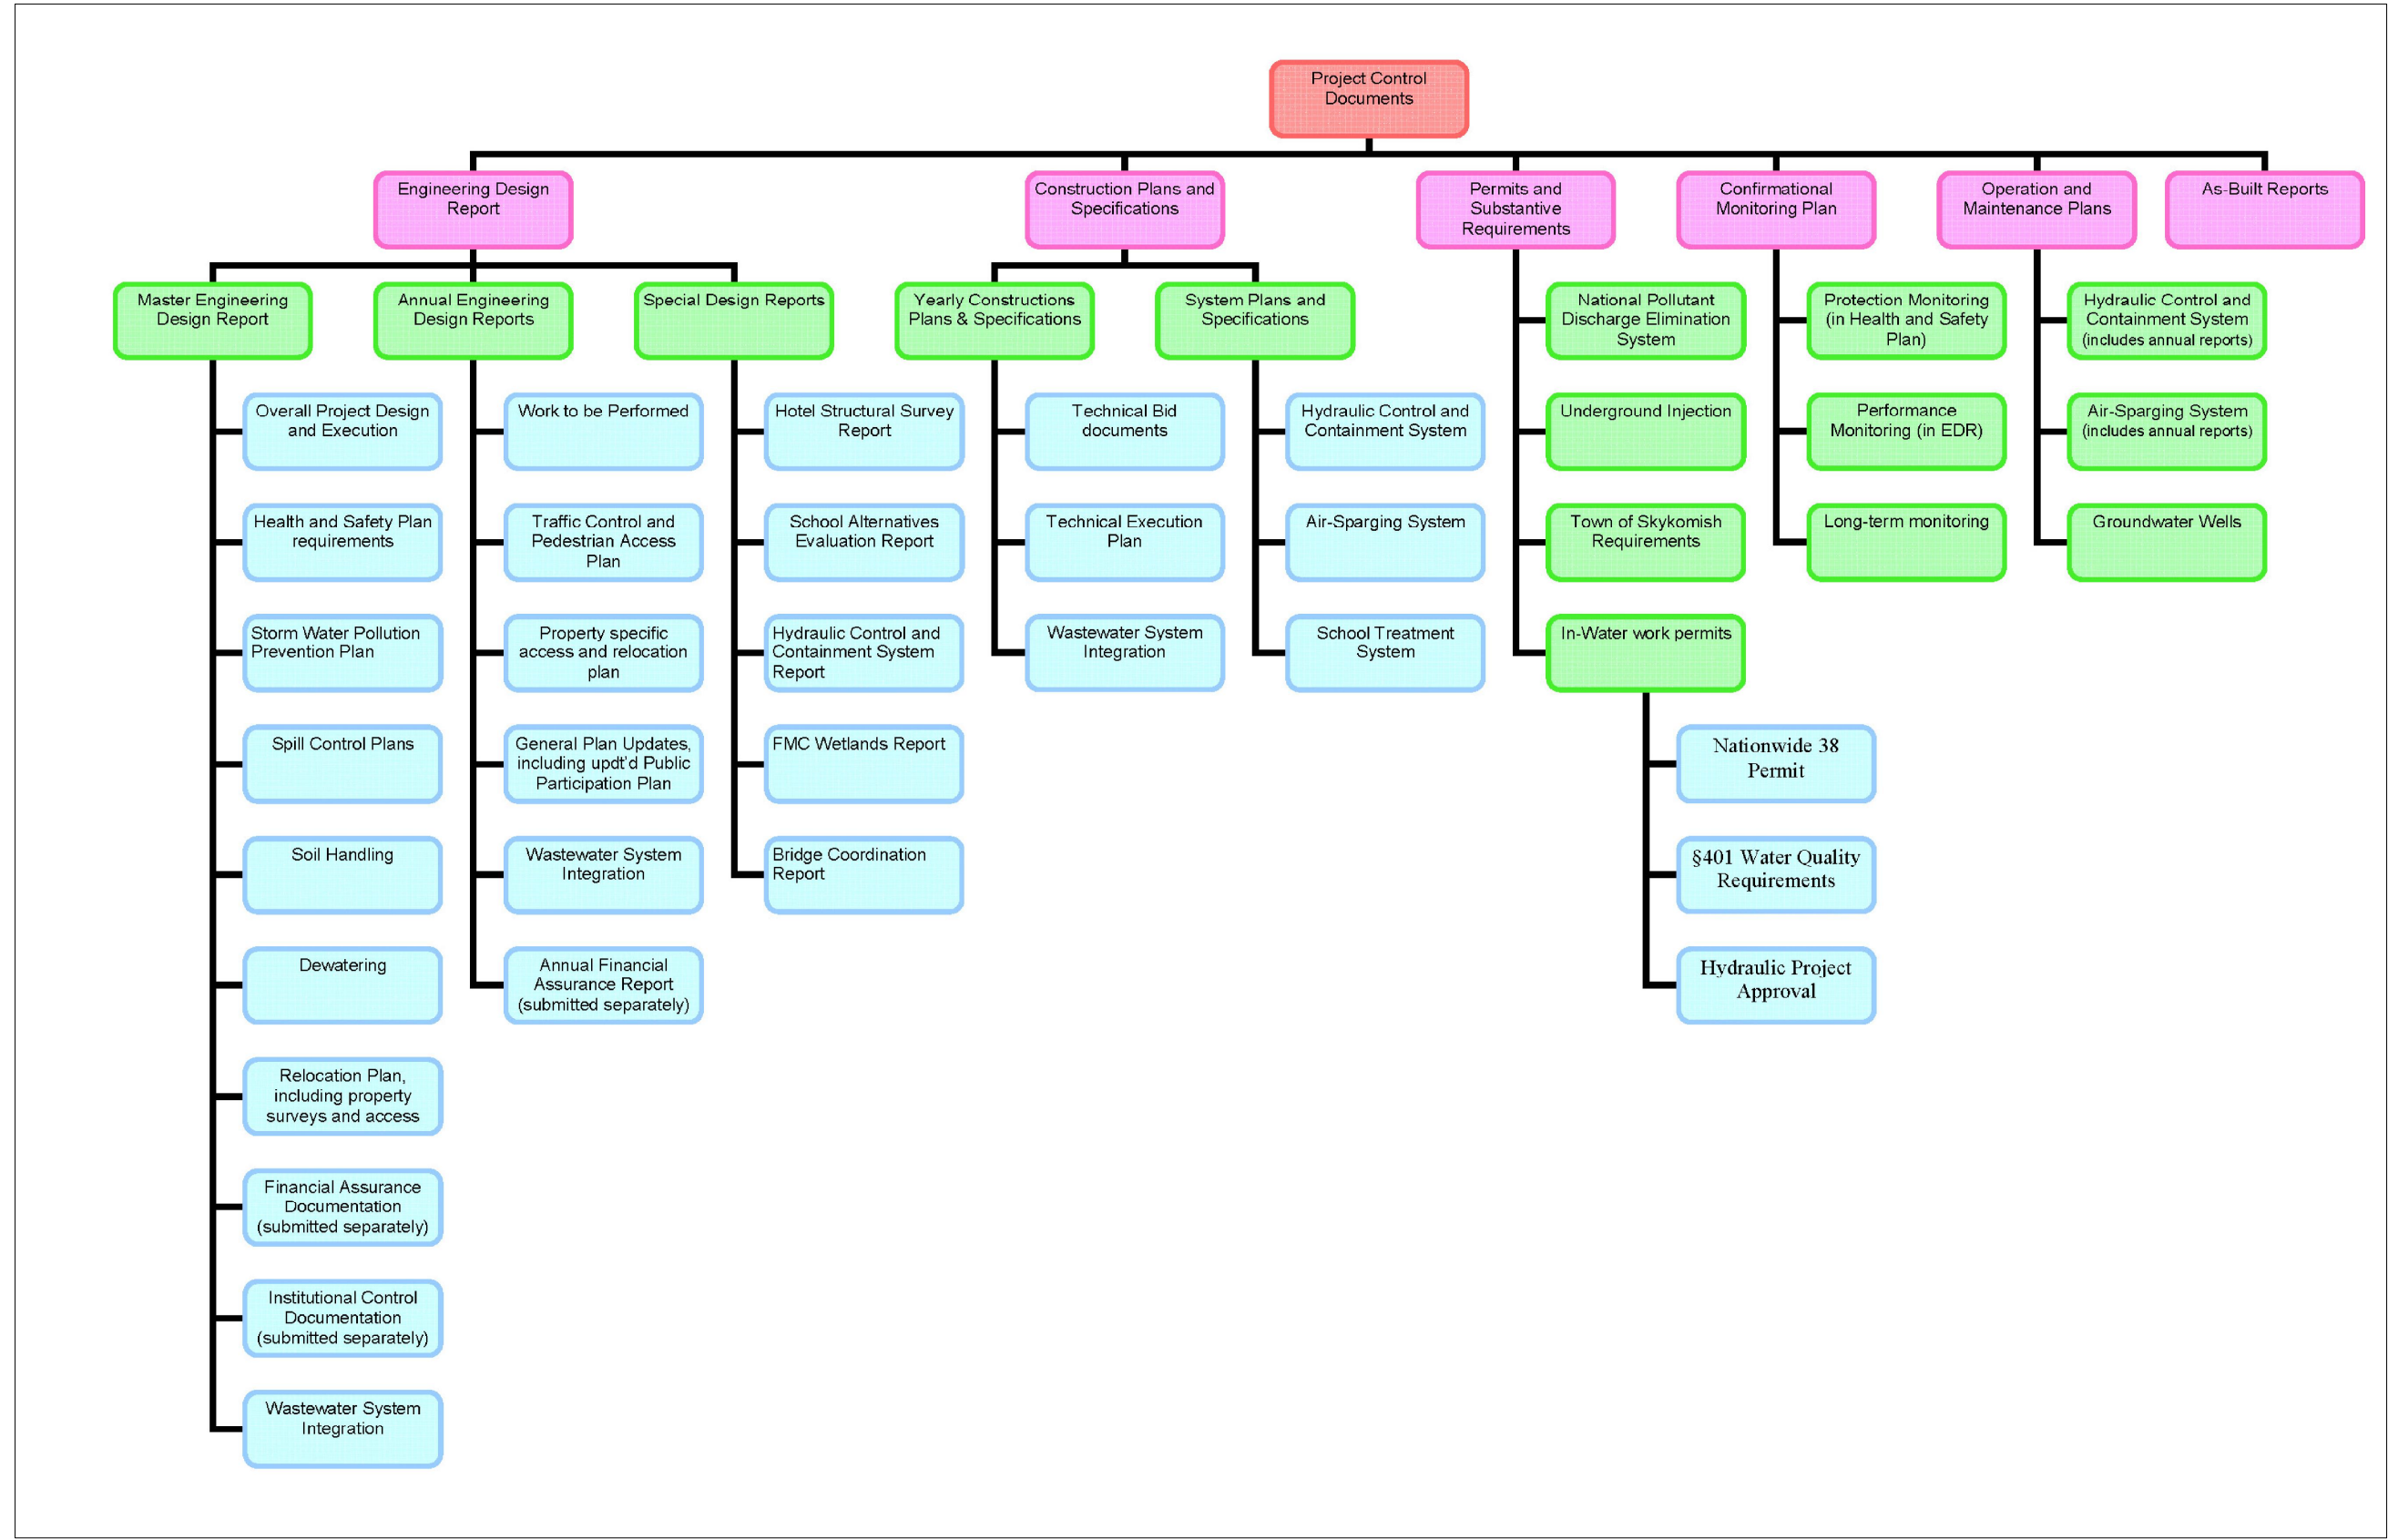 Project Control
Documents
Engineering Design
Report
Construction Plans and
Specifications
Permits and
Substantive
Requirements
Confirmational
Monitoring Plan
Operation and
Maintenance Plans
As-Built Reports
Master Engineering
Design Report
Annual Engineering
Design Reports
Special Design Reports
Yearly Constructions
Plans & Specifications
System Plans and
Specifications
National Pollutant
Discharge Elimination
System
Protection Monitoring
(in Health and Safety
Plan)
Hydraulic Control and
Containment System
(includes annual reports)
Overall Project Design
and Execution
Work to be Performed
Hotel Structural Survey
Report
Technical Bid
documents
Hydraulic Control and
Containment System
Underground Injection
Performance
Monitoring (in EDR)
Air-Sparging System
(includes annual reports)
Health and Safety Plan
requirements
Traffic Control and
Pedestrian Access
Plan
School Alternatives
Evaluation Report
Technical Execution
Plan
Air-Sparging System
Town of Skykomish
Requirements
Long-term monitoring
Groundwater Wells
Storm Water Pollution
Prevention Plan
Property specific
access and relocation
plan
Hydraulic Control and
Containment System
Report
Wastewater System
Integration
School Treatment
System
In-Water work permits
Spill Control Plans
General Plan Updates,
including updt'd Public
Participation Plan
FMC Wetlands Report
Nationwide 38
Permit
Soil Handling
Wastewater System
Integration
Bridge Coordination
Report
§401 Water Quality
Requirements
Dewatering
Annual Financial
Assurance Report
(submitted separately)
Hydraulic Project
Approval
Relocation Plan,
including property
surveys and access
Financial Assurance
Documentation
(submitted separately)
Institutional Control
Documentation
(submitted separately)
Wastewater System
Integration